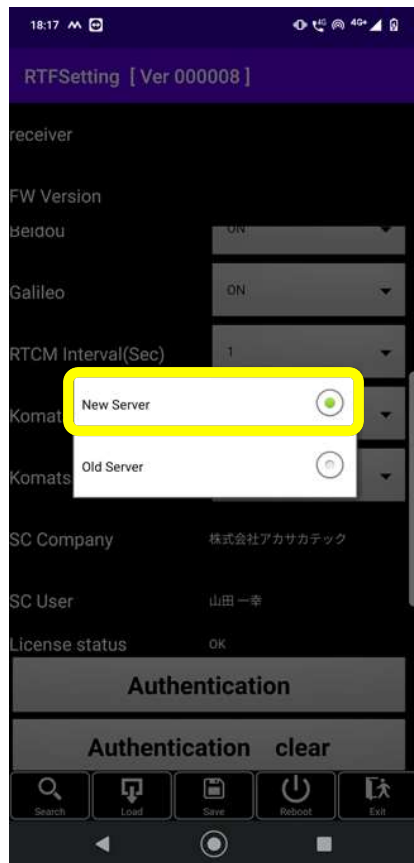 18:17 4G 4G+
RTFSetting [ Ver 000008 ]
receiver
FW Version
Beidou ON
Galileo ON
RTCM Interval(Sec) 1
New Server
Komat
Old Server
Komats
SC Company 株式会社アカサカテック
SC User 山田 一幸
License status OK
Authentication
Authentication clear
Search Load Save Reboot Exit